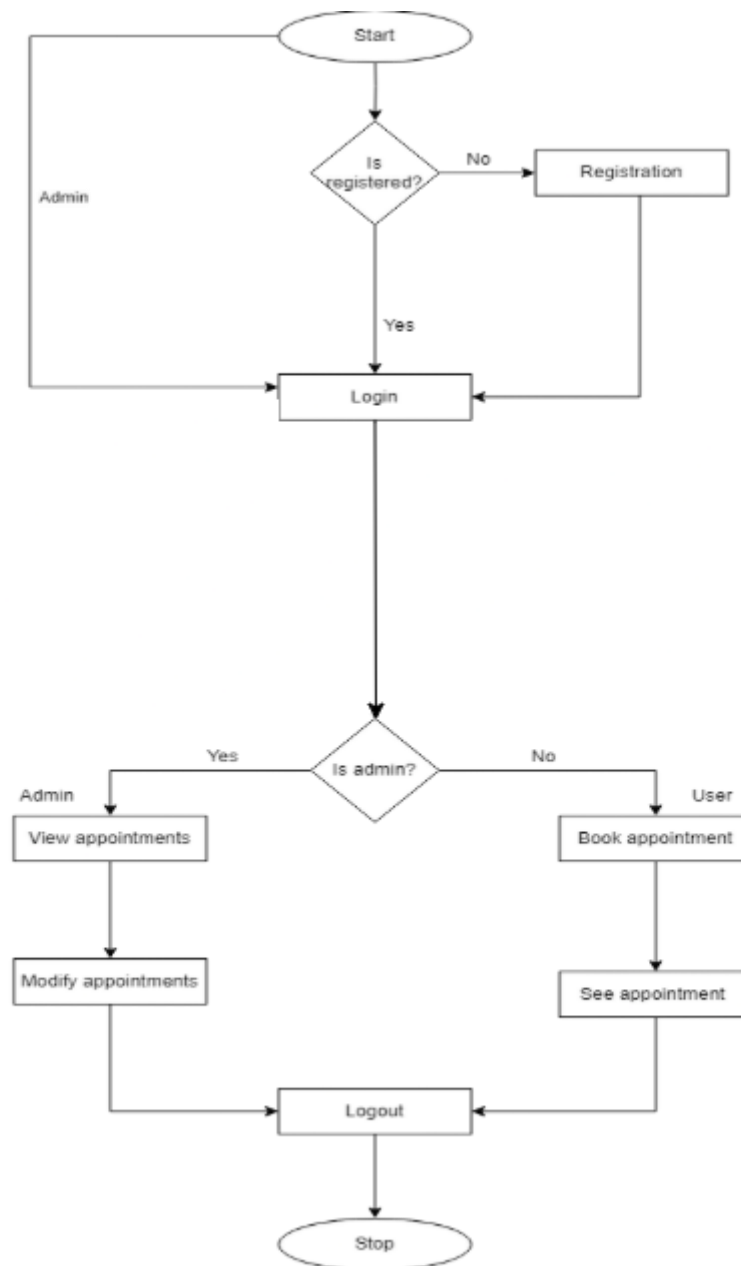 Start
Is
registered?
No
Registration
Admin
Yes
Login
Is admin?
Yes
No
Admin
User
View appointments
Book appointment
Modify appointments
See appointment
Logout
Stop